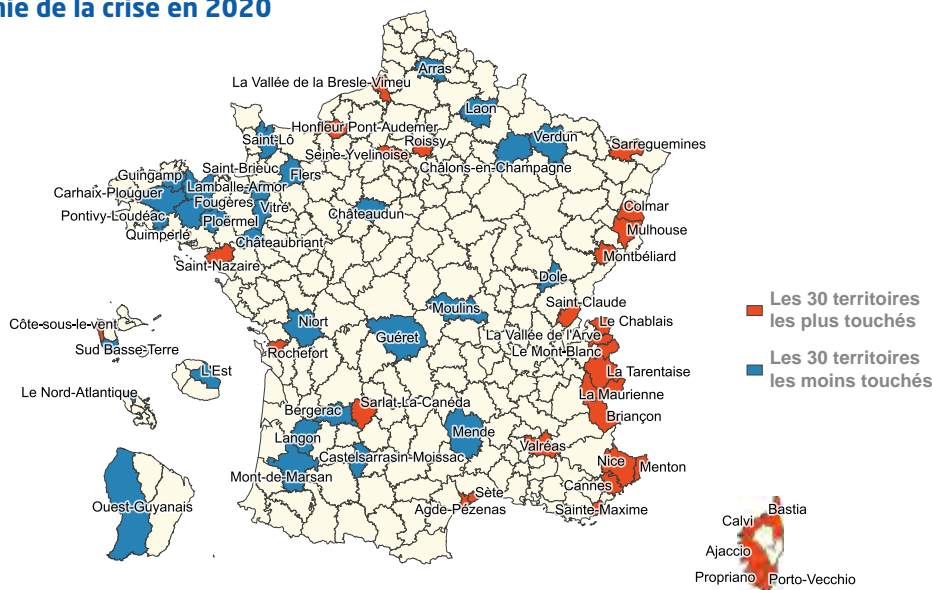 nie de la crise en 2020
Arras
La Vallée de la Bresle-Vimeu
Laon
Honfleur Pont-Audemer
Saint-Lô
Roissy
Verdun
Seine-Yvelinoise
Sarreguemines
Châlons-en-Champagne
Guingamp
Saint-Brieuc
Flers
Carhaix-Plouguer
Lamballe-Armor
Fougères
Vitré
Colmar
Pontivy-Loudéac
Ploërmel
Châteaudun
Mulhouse
Quimperlé
Châteaubriant
Saint-Nazaire
Montbéliard
Dole
Saint-Claude
Les 30 territoires
les plus touchés
Moulins
Côte-sous-le-vent
Niort
Le Chablais
Guéret
La Vallée de l'Arve
Sud Basse-Terre
Rochefort
Le Mont-Blanc
Les 30 territoires
les moins touchés
L'Est
La Tarentaise
Le Nord-Atlantique
La Maurienne
Sarlat-La-Canéda
Bergerac
Briançon
Langon
Mende
Valréas
Castelsarrasin-Moissac
Nice
Menton
Mont-de-Marsan
Cannes
Sète
Ouest-Guyanais
Agde-Pézenas
Sainte-Maxime
Bastia
Calvi
Ajaccio
Propriano
Porto-Vecchio